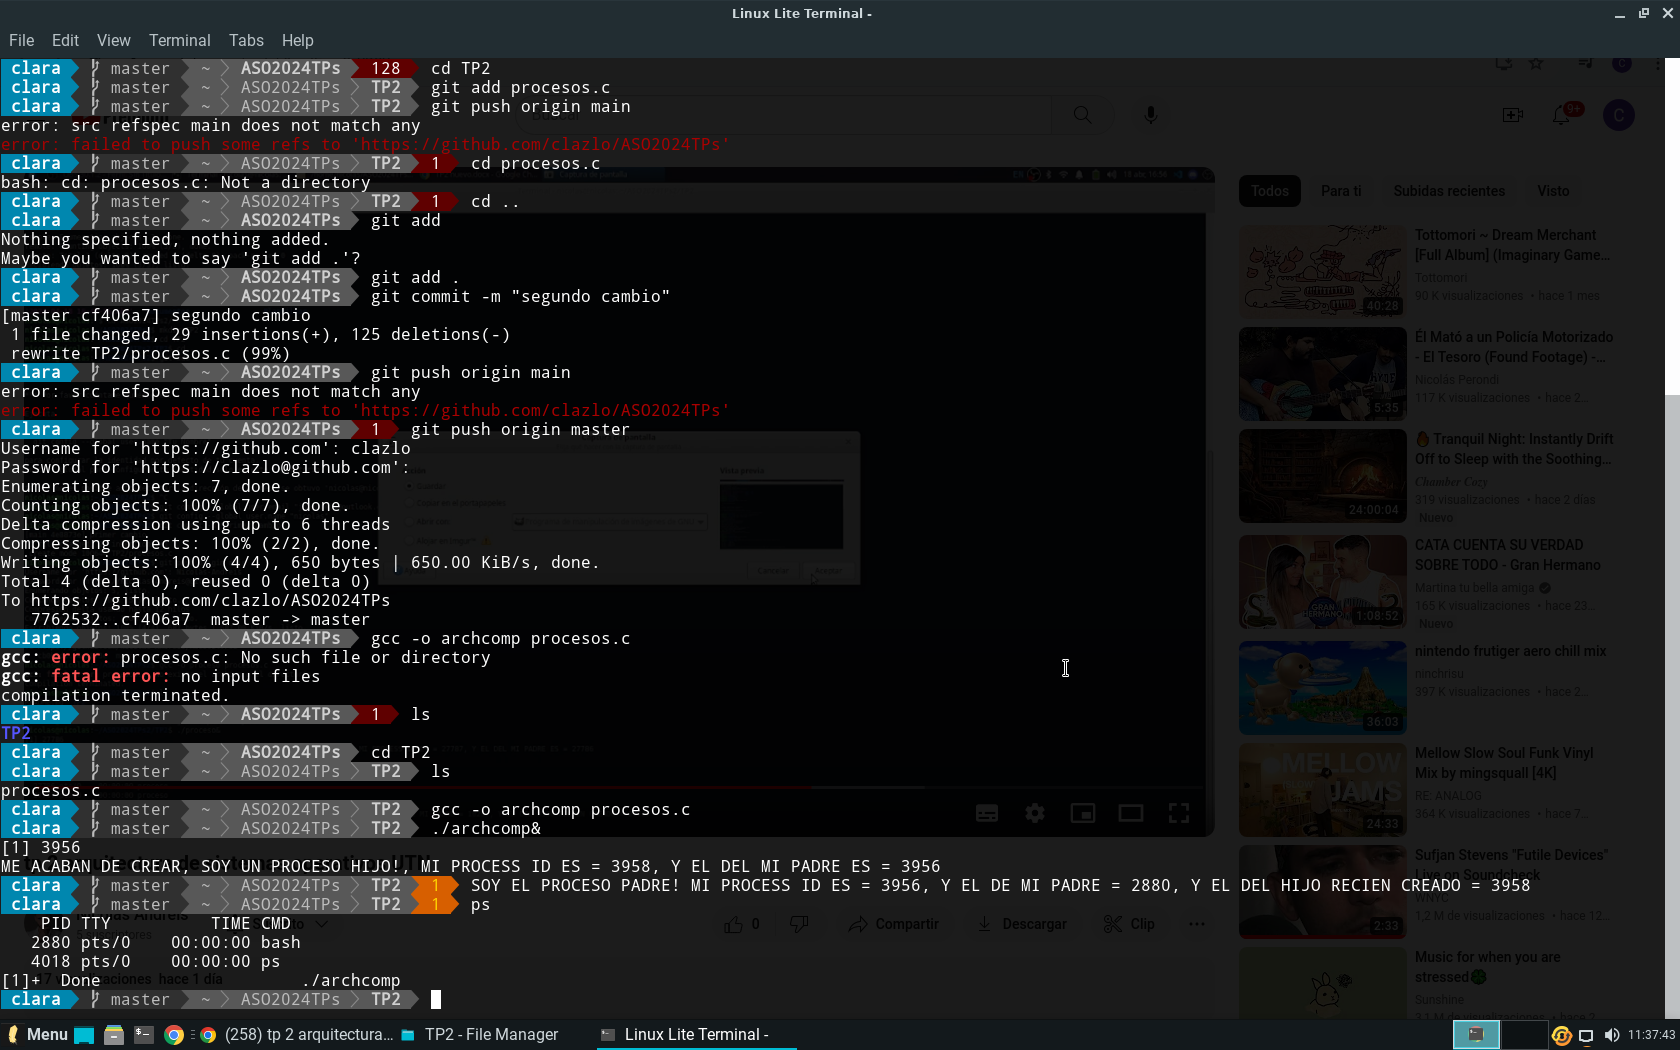 Linux Lite Terminal -
File Edit View Terminal Tabs Help
clara master ~ ASO2024TPs 128 cd TP2
clara master ~ ASO2024TPs TP2 git add procesos.c
clara master ~ ASO2024TPs TP2 git push origin main
error: src refspec main does not match any
error: failed to push some refs to 'https://github.com/clazlo/ASO2024TPs'
clara master ~ ASO2024TPs TP2 1 cd procesos.c
bash: cd: procesos.c: Not a directory
clara master ~ ASO2024TPs TP2 1 cd ..
clara master ~ ASO2024TPs git add
Nothing specified, nothing added.
Maybe you wanted to say 'git add .'?
clara master ~ ASO2024TPs git add .
clara master ~ ASO2024TPs git commit -m "segundo cambio"
[master cf406a7] segundo cambio
1 file changed, 29 insertions(+), 125 deletions(-)
rewrite TP2/procesos.c (99%)
clara master ~ ASO2024TPs git push origin main
error: src refspec main does not match any
error: failed to push some refs to 'https://github.com/clazlo/ASO2024TPs'
clara master ~ ASO2024TPs 1 git push origin master
Username for 'https://github.com': clazlo
Password for 'https://clazlo@github.com':
Enumerating objects: 7, done.
Counting objects: 100% (7/7), done.
Delta compression using up to 6 threads
Compressing objects: 100% (2/2), done.
Writing objects: 100% (4/4), 650 bytes | 650.00 KiB/s, done.
Total 4 (delta 0), reused 0 (delta 0)
To https://github.com/clazlo/ASO2024TPs
7762532..cf406a7 master -> master
clara master ~ ASO2024TPs gcc -o archcomp procesos.c
gcc: error: procesos.c: No such file or directory
gcc: fatal error: no input files
compilation terminated.
clara master ~ ASO2024TPs 1 ls
TP2
clara master ~ ASO2024TPs cd TP2
clara master ~ ASO2024TPs TP2 ls
procesos.c
clara master ~ ASO2024TPs TP2 gcc -o archcomp procesos.c
clara master ~ ASO2024TPs TP2 ./archcomp&
[1] 3956
ME ACABAN DE CREAR, SOY UN PROCESO HIJO!, MI PROCESS ID ES = 3958, Y EL DEL MI PADRE ES = 3956
clara master ~ ASO2024TPs TP2 1 SOY EL PROCESO PADRE! MI PROCESS ID ES = 3956, Y EL DE MI PADRE = 2880, Y EL DEL HIJO RECIEN CREADO = 3958
clara master ~ ASO2024TPs TP2 1 ps
PID TTY TIME CMD
2880 pts/0 00:00:00 bash
4018 pts/0 00:00:00 ps
[1]+ Done ./archcomp
clara master ~ ASO2024TPs TP2
Buscar
9+
C
Todos Para ti Subidas recientes Visto
Tottomori ~ Dream Merchant
[Full Album] (Imaginary Game...
Tottomori
90 K visualizaciones • hace 1 mes
40:28
Él Mató a un Policía Motorizado
- El Tesoro (Found Footage) -...
Nicolás Perondi
117 K visualizaciones • hace 2...
5:35
Tranquil Night: Instantly Drift
Off to Sleep with the Soothing...
Chamber Cozy
319 visualizaciones • hace 2 días
Nuevo
24:00:04
CATA CUENTA SU VERDAD
SOBRE TODO - Gran Hermano
Martina tu bella amiga
165 K visualizaciones • hace 23...
Nuevo
GRAN HERMANO
1:08:52
nintendo frutiger aero chill mix
ninchrisu
397 K visualizaciones • hace 2...
36:03
Mellow Slow Soul Funk Vinyl
Mix by mingsquall [4K]
RE: ANALOG
364 K visualizaciones • hace 7...
MELLOW
JAMS
24:33
Sufjan Stevens "Futile Devices"
Live on Soundcheck
WNYC
1,2 M de visualizaciones • hace 12...
2:33
Music for when you are
stressed
Sunshine
0 Compartir Descargar Clip
visualizaciones hace 1 día
Menu (258) tp 2 arquitectura... TP2 - File Manager Linux Lite Terminal - 11:37:43